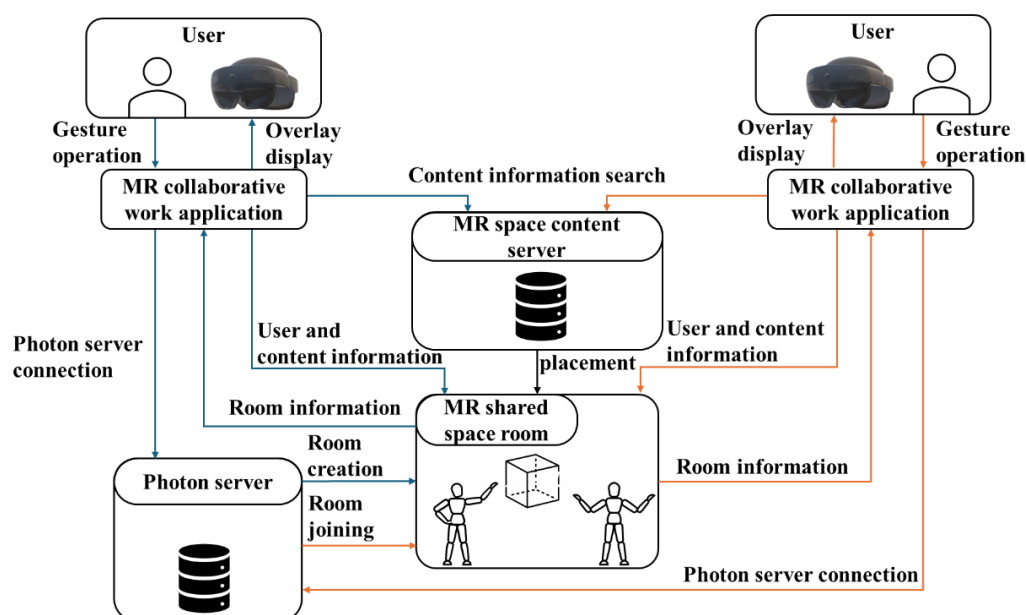 User
User
Gesture
operation
Overlay
display
Overlay
display
Gesture
operation
MR collaborative
work application
Content information search
MR collaborative
work application
MR space content
server
Photon server
connection
User and
content information
User and content
information
placement
Room information
MR shared
space room
Room
creation
Room information
Photon server
Room
joining
Photon server connection